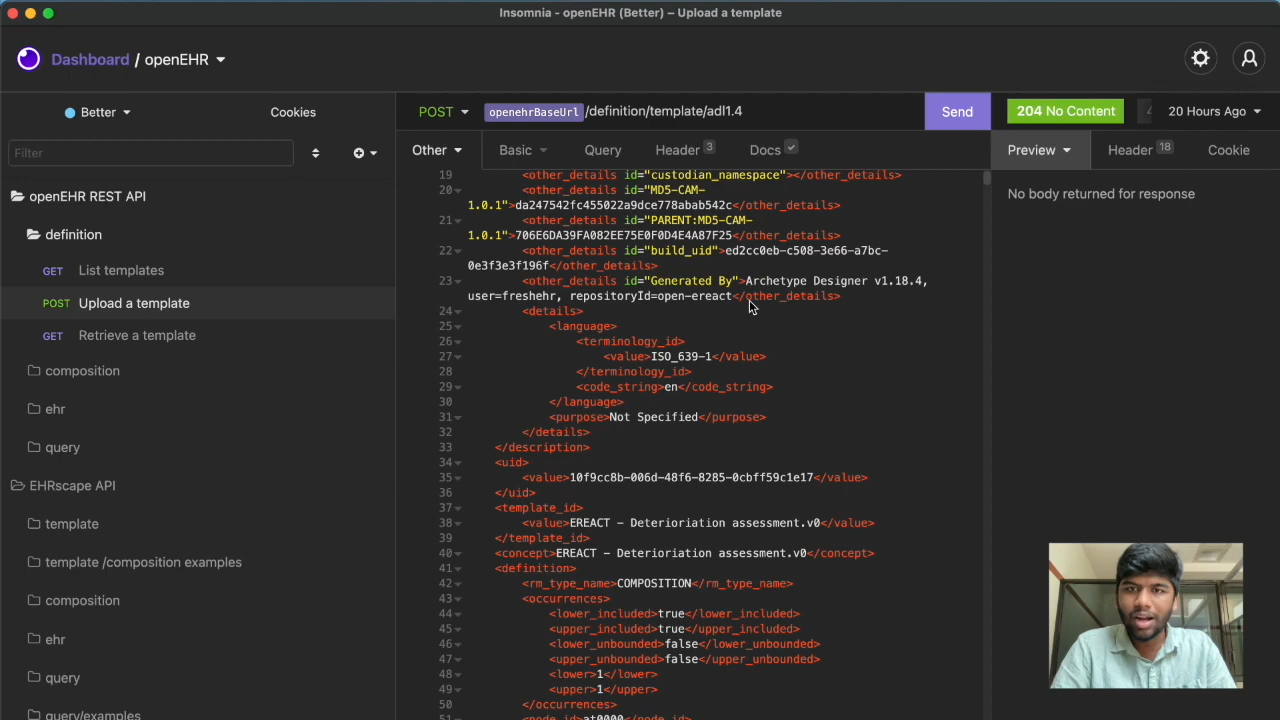 Insomnia - openEHR (Better) – Upload a template
Dashboard / openEHR
Better
Cookies
Filter
openEHR REST API
definition
GET List templates
POST Upload a template
GET Retrieve a template
composition
ehr
query
EHRscape API
template
template /composition examples
composition
ehr
query
query/examples
POST openehrBaseUrl /definition/template/adl1.4 Send
Other Basic Query Header 3 Docs
19 <other_details id="custodian_namespace"></other_details>
20 <other_details id="MD5-CAM-
1.0.1">da247542fc455022a9dce778abab542c</other_details>
21 <other_details id="PARENT:MD5-CAM-
1.0.1">706E6DA39FA082EE75E0F0D4E4A87F25</other_details>
22 <other_details id="build_uid">ed2cc0eb-c508-3e66-a7bc-
0e3f3e3f196f</other_details>
23 <other_details id="Generated By">Archetype Designer v1.18.4,
user=freshehr, repositoryId=open-ereact</other_details>
24 <details>
25 <language>
26 <terminology_id>
27 <value>ISO_639-1</value>
28 </terminology_id>
29 <code_string>en</code_string>
30 </language>
31 <purpose>Not Specified</purpose>
32 </details>
33 </description>
34 <uid>
35 <value>10f9cc8b-006d-48f6-8285-0cbff59c1e17</value>
36 </uid>
37 <template_id>
38 <value>EREACT - Deterioriation assessment.v0</value>
39 </template_id>
40 <concept>EREACT - Deterioriation assessment.v0</concept>
41 <definition>
42 <rm_type_name>COMPOSITION</rm_type_name>
43 <occurrences>
44 <lower_included>true</lower_included>
45 <upper_included>true</upper_included>
46 <lower_unbounded>false</lower_unbounded>
47 <upper_unbounded>false</upper_unbounded>
48 <lower>1</lower>
49 <upper>1</upper>
50 </occurrences>
51 <node_id>at0000</node_id>
204 No Content
20 Hours Ago
Preview Header 18 Cookie
No body returned for response